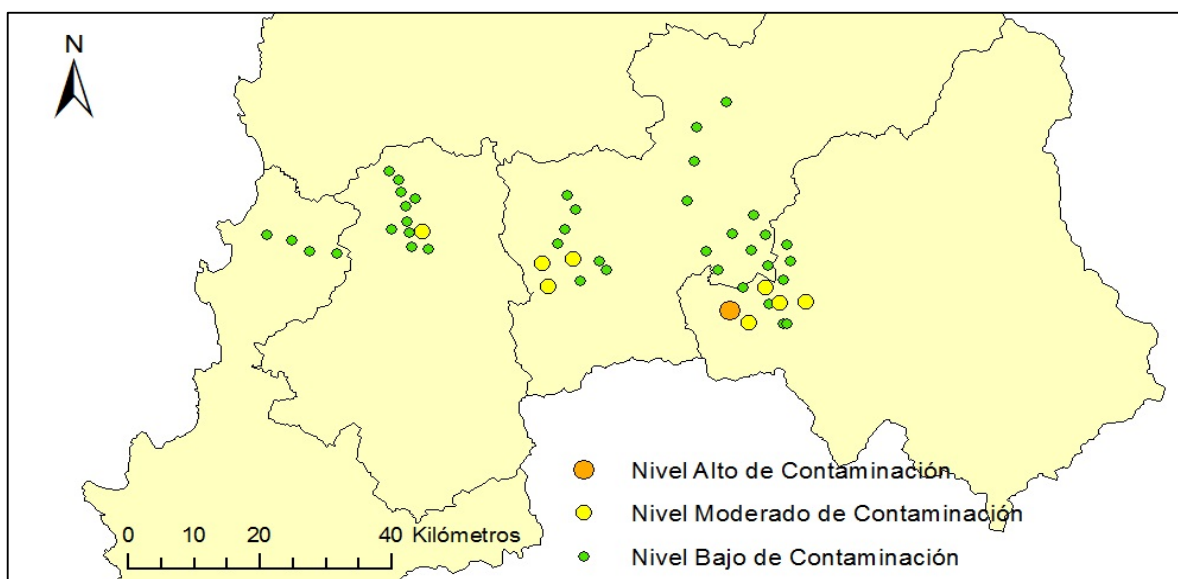 N
Nivel Alto de Contaminación
Nivel Moderado de Contaminación
0 10 20 40 Kilómetros
Nivel Bajo de Contaminación